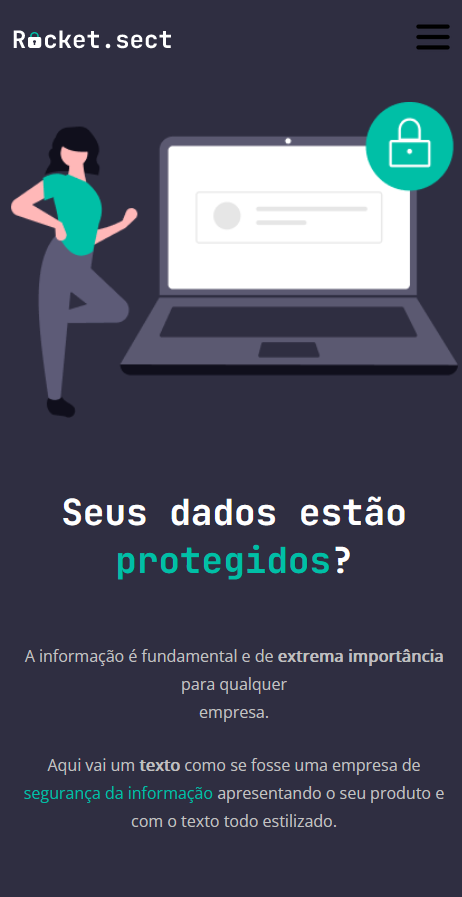 Rocket.sect
Seus dados estão
protegidos?
A informação é fundamental e de extrema importância
para qualquer
empresa.
Aqui vai um texto como se fosse uma empresa de
segurança da informação apresentando o seu produto e
com o texto todo estilizado.